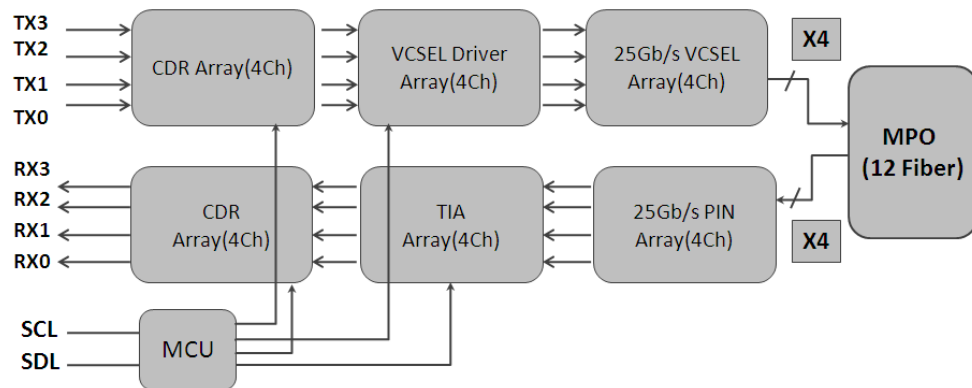 TX3
TX2
TX1
TX0
CDR Array(4Ch)
VCSEL Driver
Array(4Ch)
25Gb/s VCSEL
Array(4Ch)
X4
MPO
(12 Fiber)
RX3
RX2
RX1
RX0
CDR
Array(4Ch)
TIA
Array(4Ch)
25Gb/s PIN
Array(4Ch)
X4
SCL
SDL
MCU